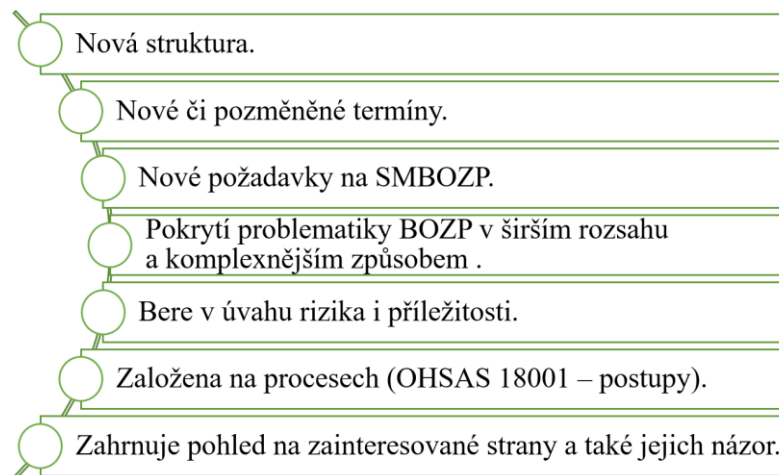 Nová struktura.
Nové či pozměněné termíny.
Nové požadavky na SMBOZP.
Pokrytí problematiky BOZP v širším rozsahu
a komplexnějším způsobem .
Bere v úvahu rizika i příležitosti.
Založena na procesech (OHSAS 18001 – postupy).
Zahrnuje pohled na zainteresované strany a také jejich názor.